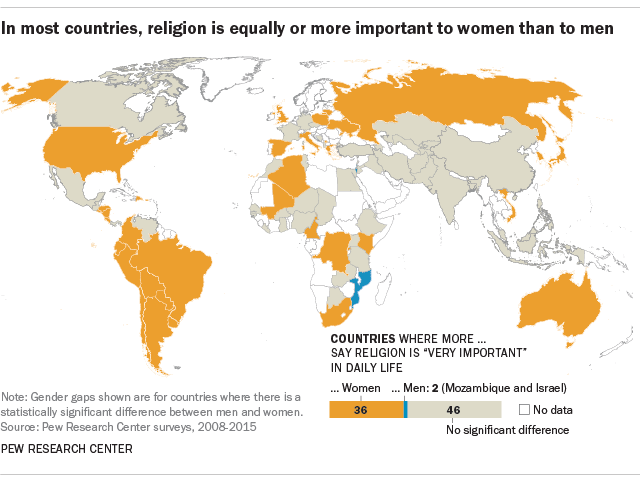 In most countries, religion is equally or more important to women than to men
COUNTRIES WHERE MORE ...
SAY RELIGION IS “VERY IMPORTANT”
IN DAILY LIFE
... Women ... Men: 2 (Mozambique and Israel)
36 46 No data
No significant difference
Note: Gender gaps shown are for countries where there is a
statistically significant difference between men and women.
Source: Pew Research Center surveys, 2008-2015
PEW RESEARCH CENTER